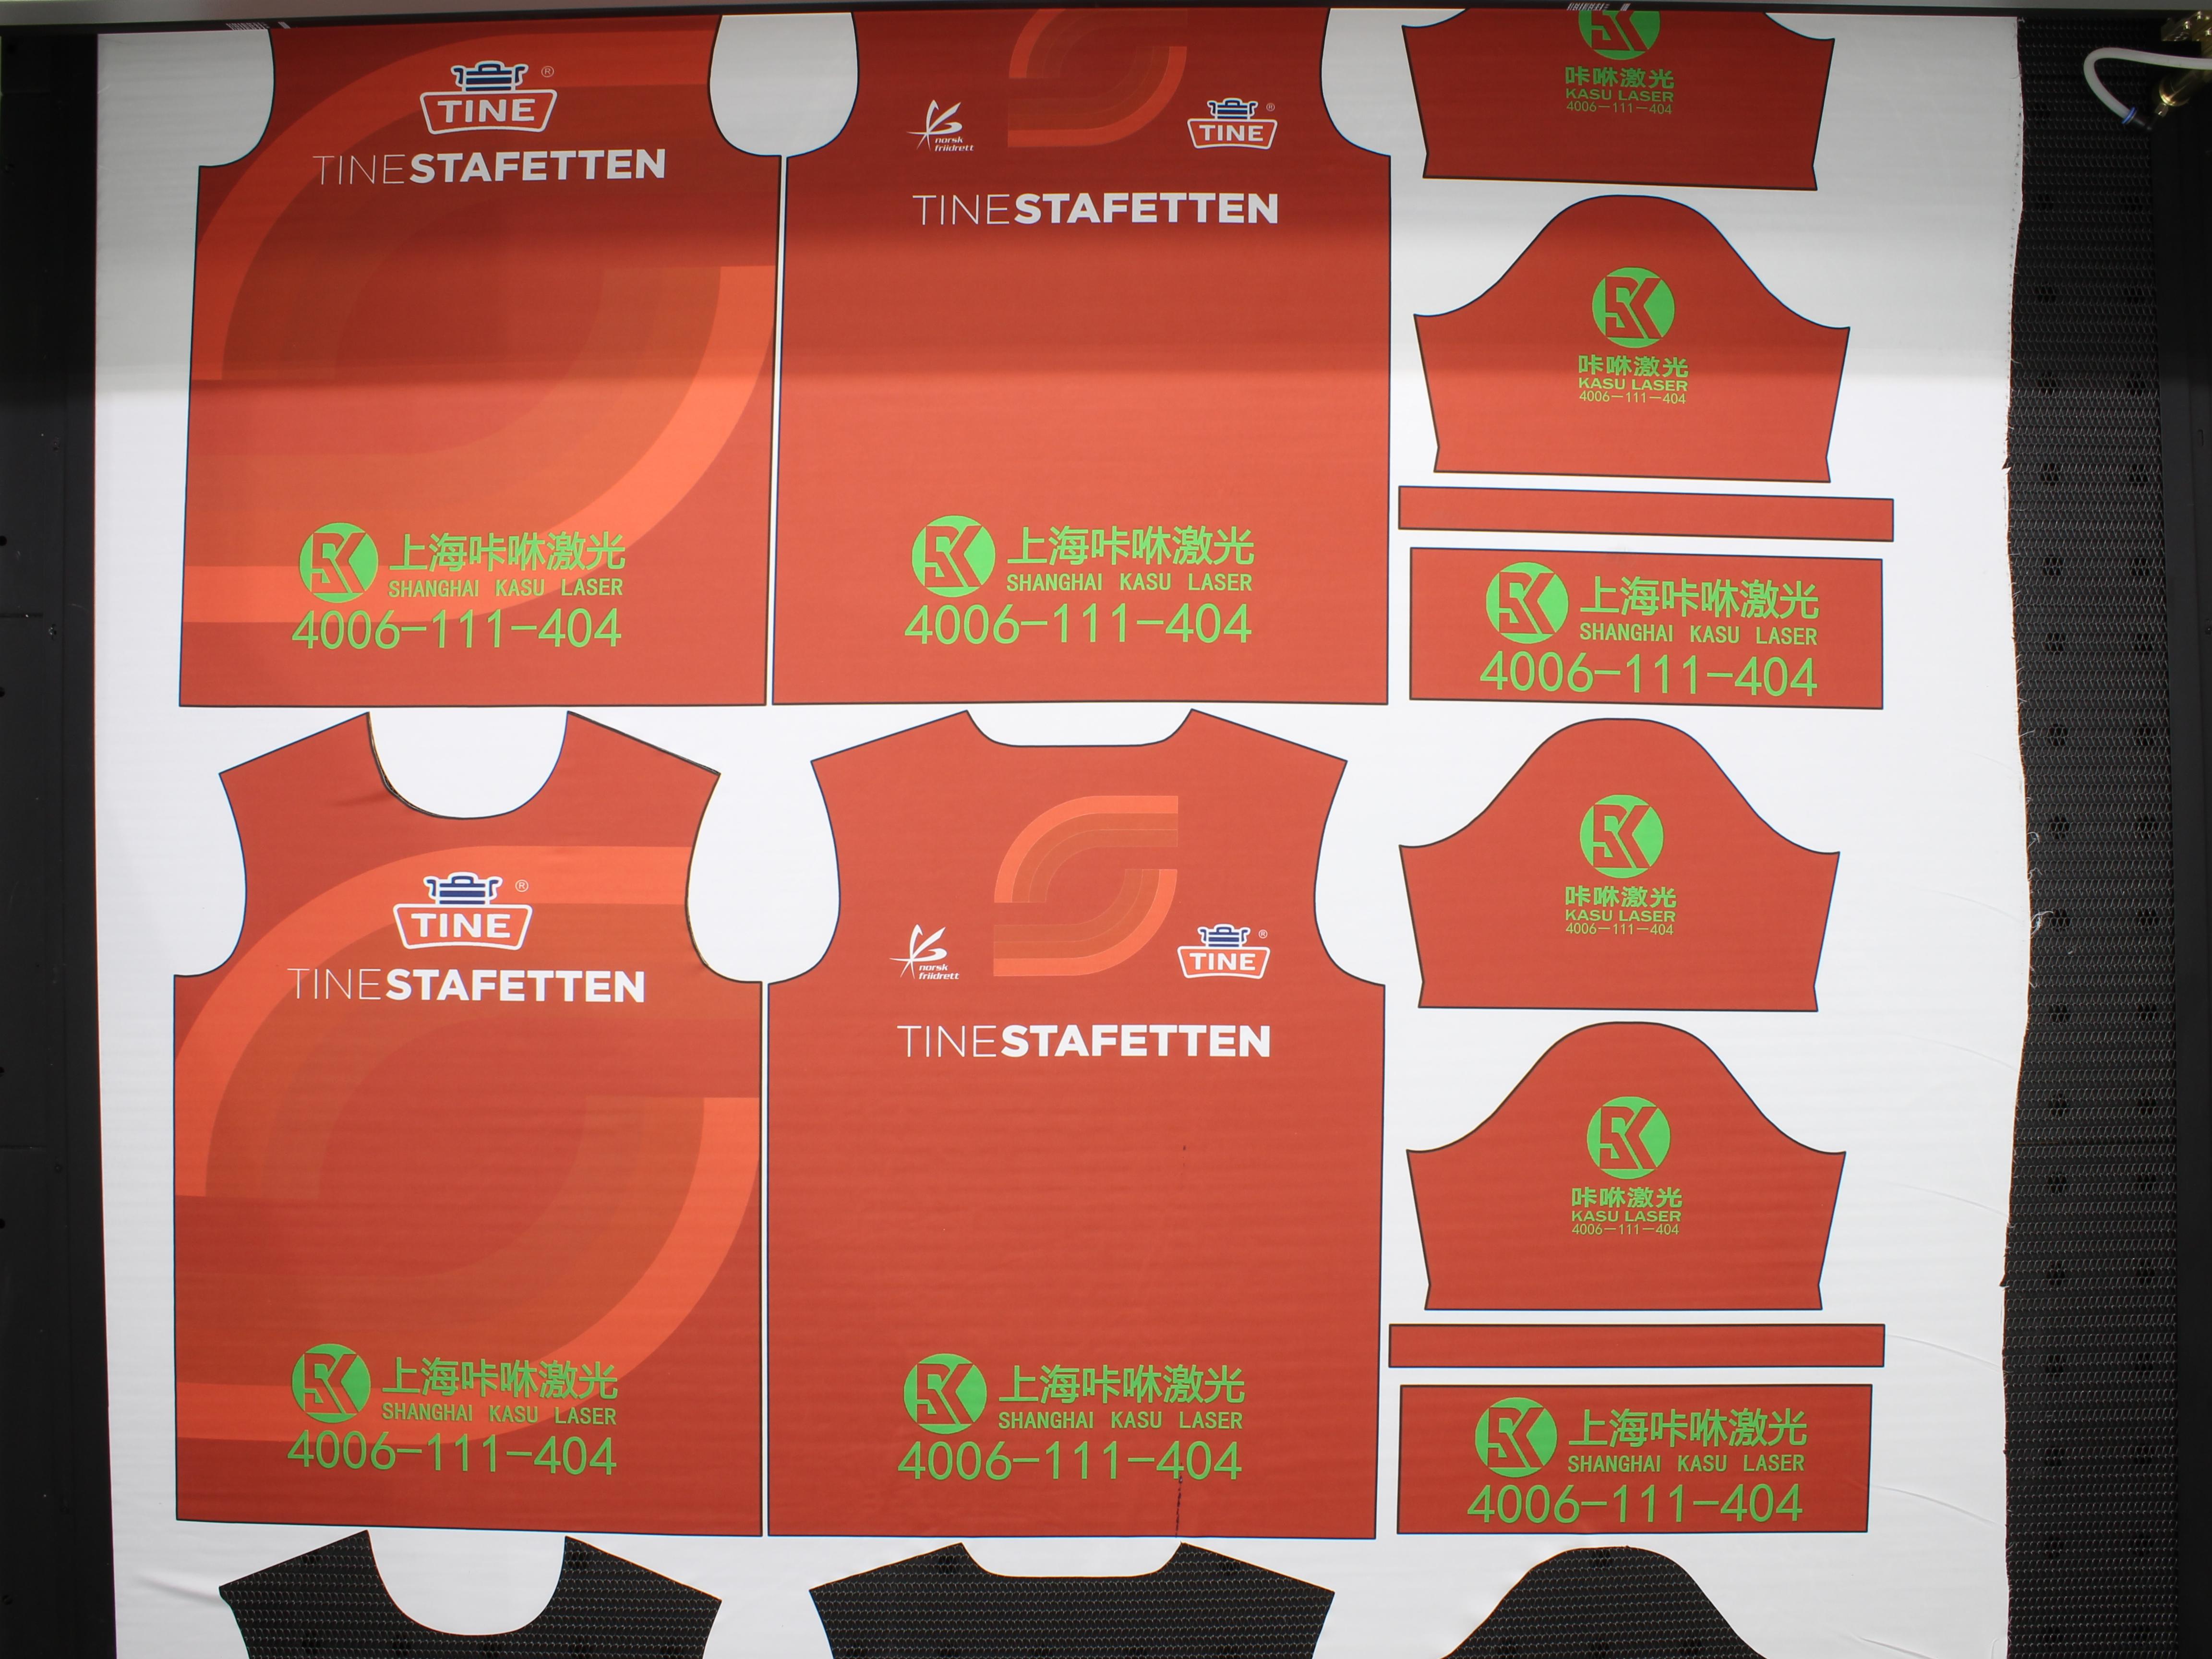 TINE ®
TINESTAFETTEN
上海咔咻激光
SHANGHAI KASU LASER
4006-111-404
norsk
friidrett
TINE ®
TINESTAFETTEN
上海咔咻激光
SHANGHAI KASU LASER
4006-111-404
咔咻激光
KASU LASER
4006-111-404
咔咻激光
KASU LASER
4006-111-404
上海咔咻激光
SHANGHAI KASU LASER
4006-111-404
TINE ®
TINESTAFETTEN
上海咔咻激光
SHANGHAI KASU LASER
4006-111-404
norsk
friidrett
TINE ®
TINESTAFETTEN
上海咔咻激光
SHANGHAI KASU LASER
4006-111-404
咔咻激光
KASU LASER
4006-111-404
咔咻激光
KASU LASER
4006-111-404
上海咔咻激光
SHANGHAI KASU LASER
4006-111-404